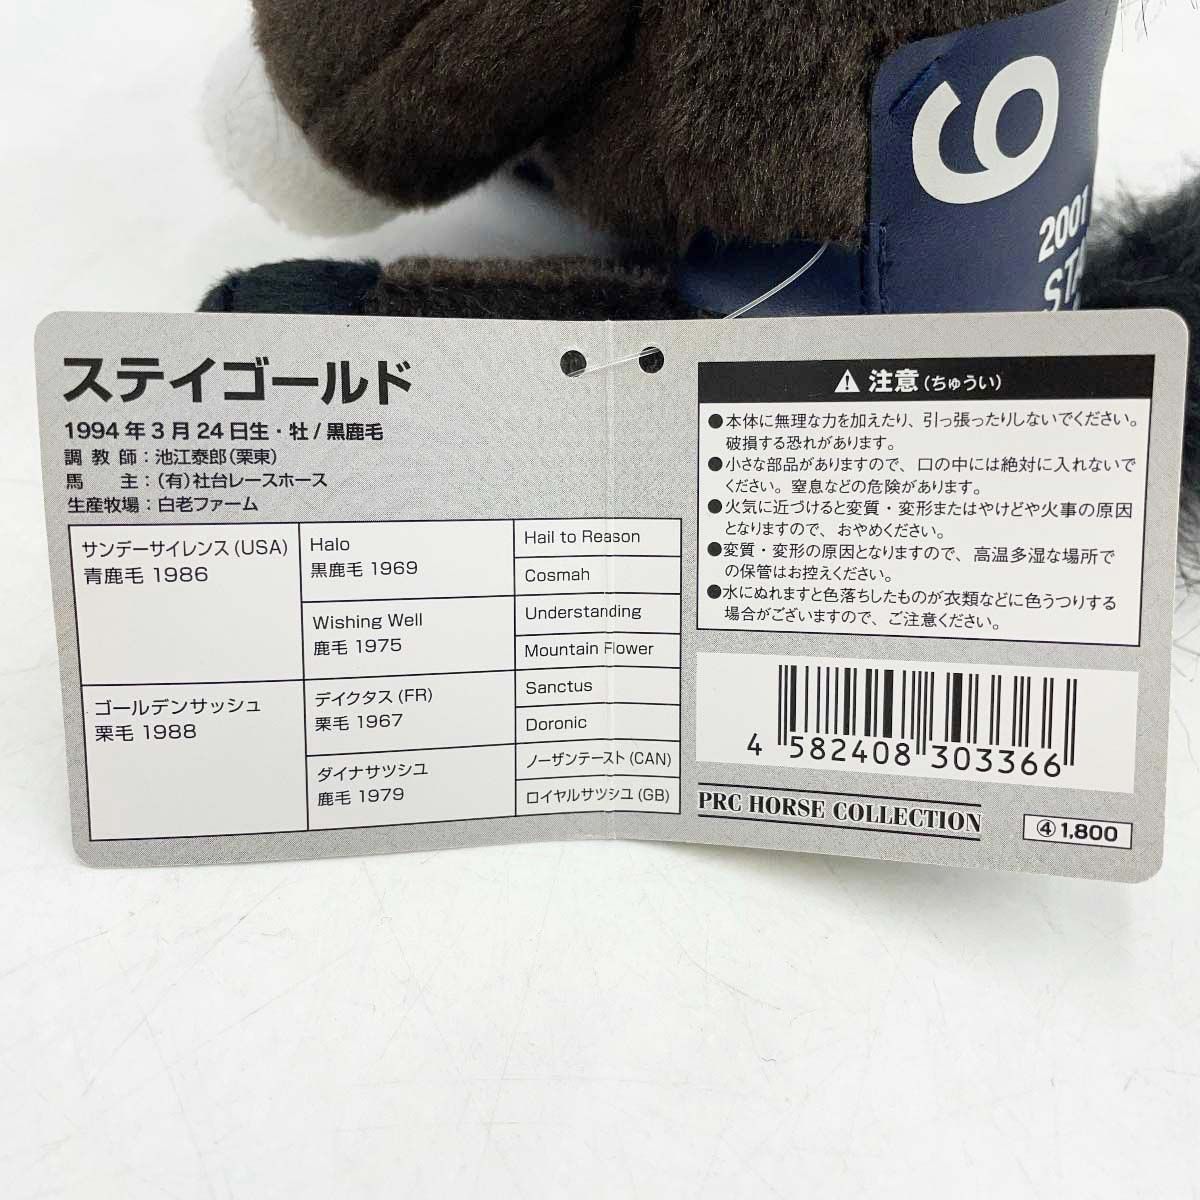 6
2001
STA
ステイゴールド
1994 年 3 月 24 日生・牡 / 黒鹿毛
調 教 師 : 池江泰郎(栗東)
馬　　主 : (有)社台レースホース
生産牧場 : 白老ファーム
サンデーサイレンス(USA)
青鹿毛 1986
Halo
黒鹿毛 1969
Hail to Reason
Cosmah
Wishing Well
鹿毛 1975
Understanding
Mountain Flower
ゴールデンサッシュ
栗毛 1988
デイクタス(FR)
栗毛 1967
Sanctus
Doronic
ダイナサツシユ
鹿毛 1979
ノーザンテースト(CAN)
ロイヤルサツシユ(GB)
注意(ちゅうい)
●本体に無理な力を加えたり、引っ張ったりしないでください。
破損する恐れがあります。
●小さな部品がありますので、口の中には絶対に入れないで
ください。窒息などの危険があります。
●火気に近づけると変質・変形またはやけどや火事の原因
となりますので、おやめください。
●変質・変形の原因となりますので、高温多湿な場所で
の保管はお控えください。
●水にぬれますと色落ちしたものが衣類などに色うつりする
場合がございますので、ご注意ください。
4 582408 303366
PRC HORSE COLLECTION
④1,800